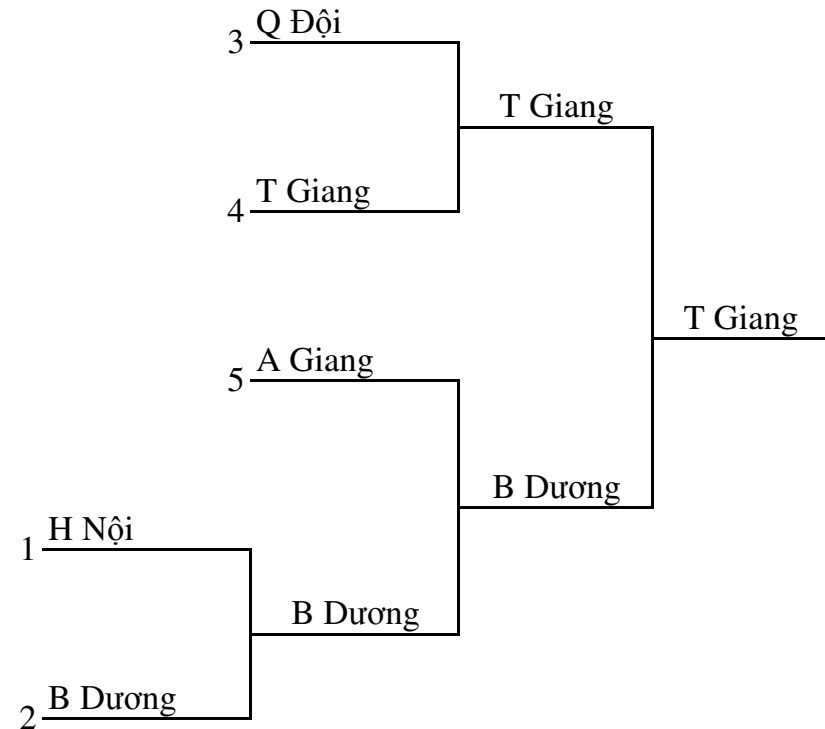 3 Q Đội
T Giang
4 T Giang
T Giang
5 A Giang
B Dương
1 H Nội
B Dương
2 B Dương